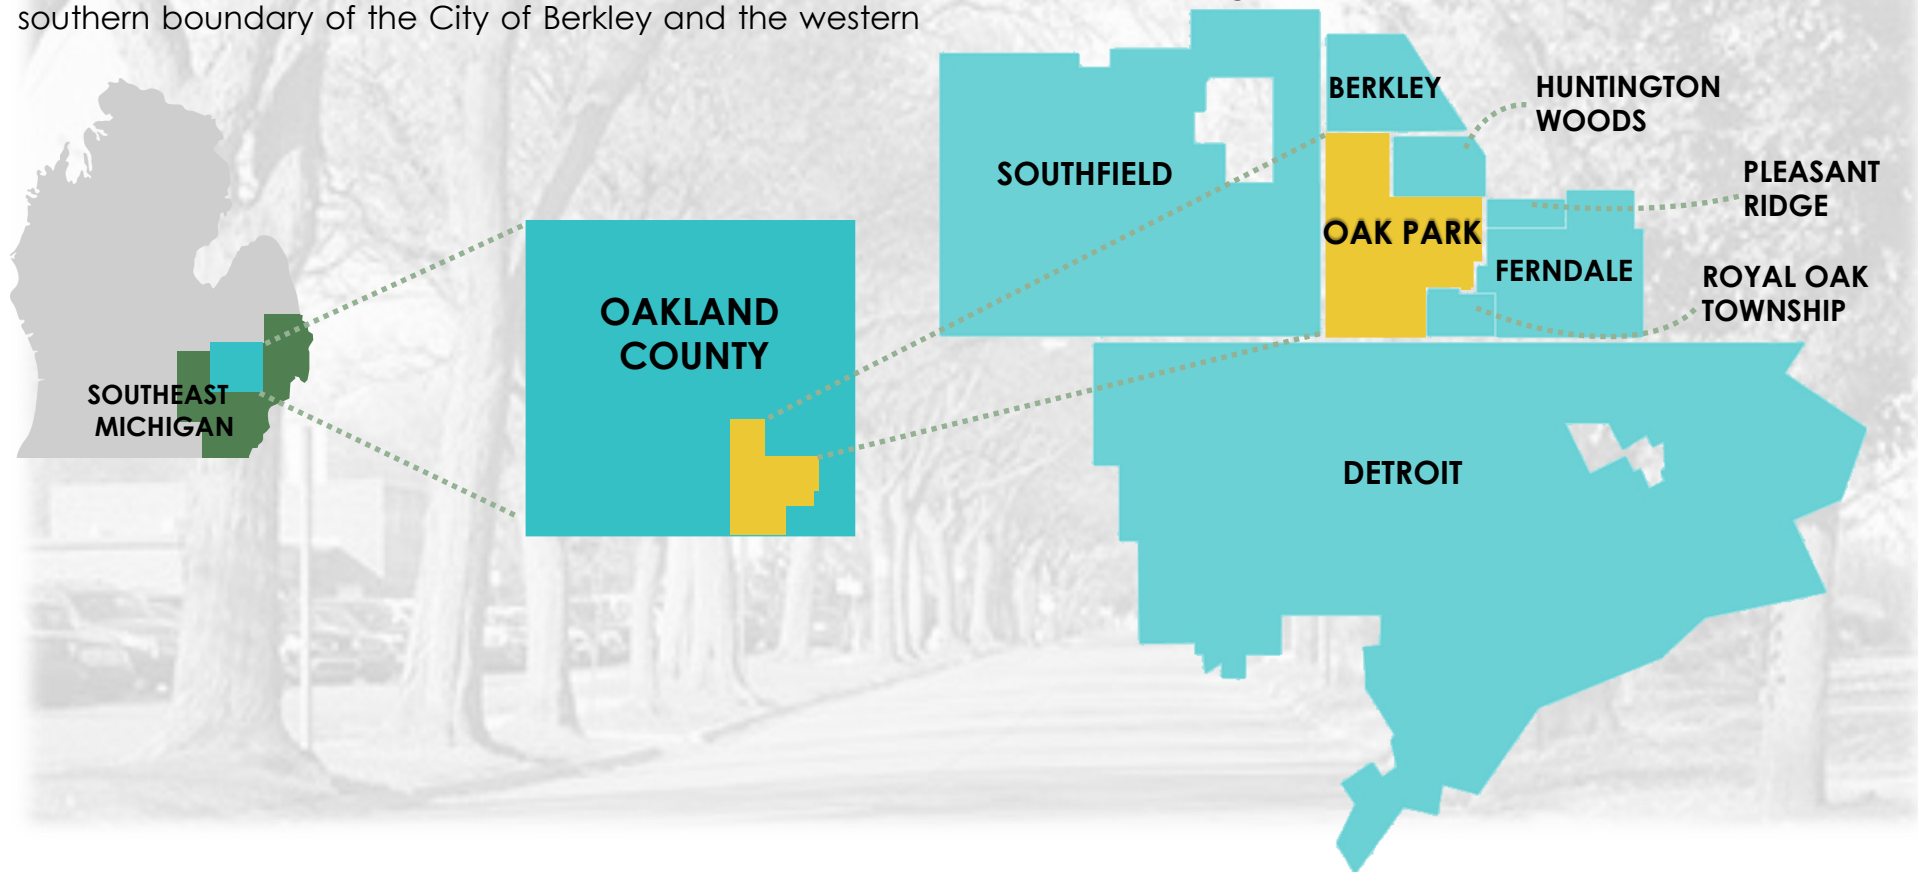 southern boundary of the City of Berkley and the western
BERKLEY
HUNTINGTON
WOODS
SOUTHFIELD
PLEASANT
RIDGE
OAK PARK
FERNDALE
ROYAL OAK
TOWNSHIP
OAKLAND
COUNTY
SOUTHEAST
MICHIGAN
DETROIT